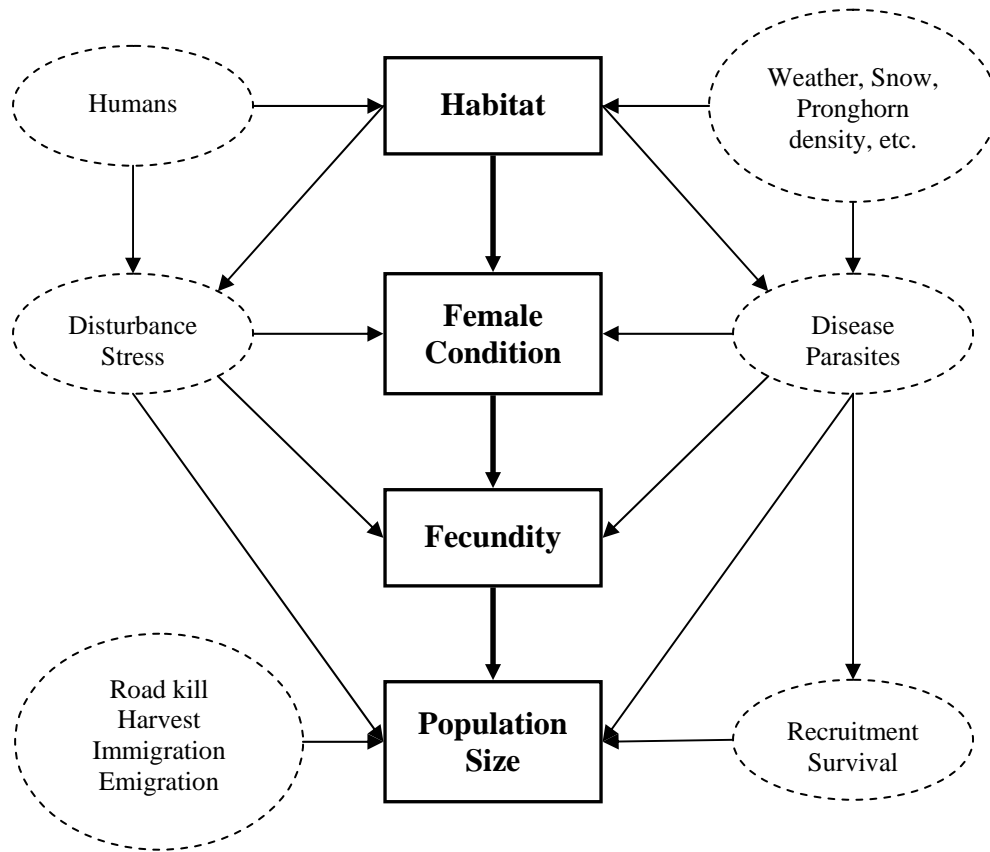 Humans
Habitat
Weather, Snow,
Pronghorn
density, etc.
Disturbance
Stress
Female
Condition
Disease
Parasites
Fecundity
Road kill
Harvest
Immigration
Emigration
Population
Size
Recruitment
Survival